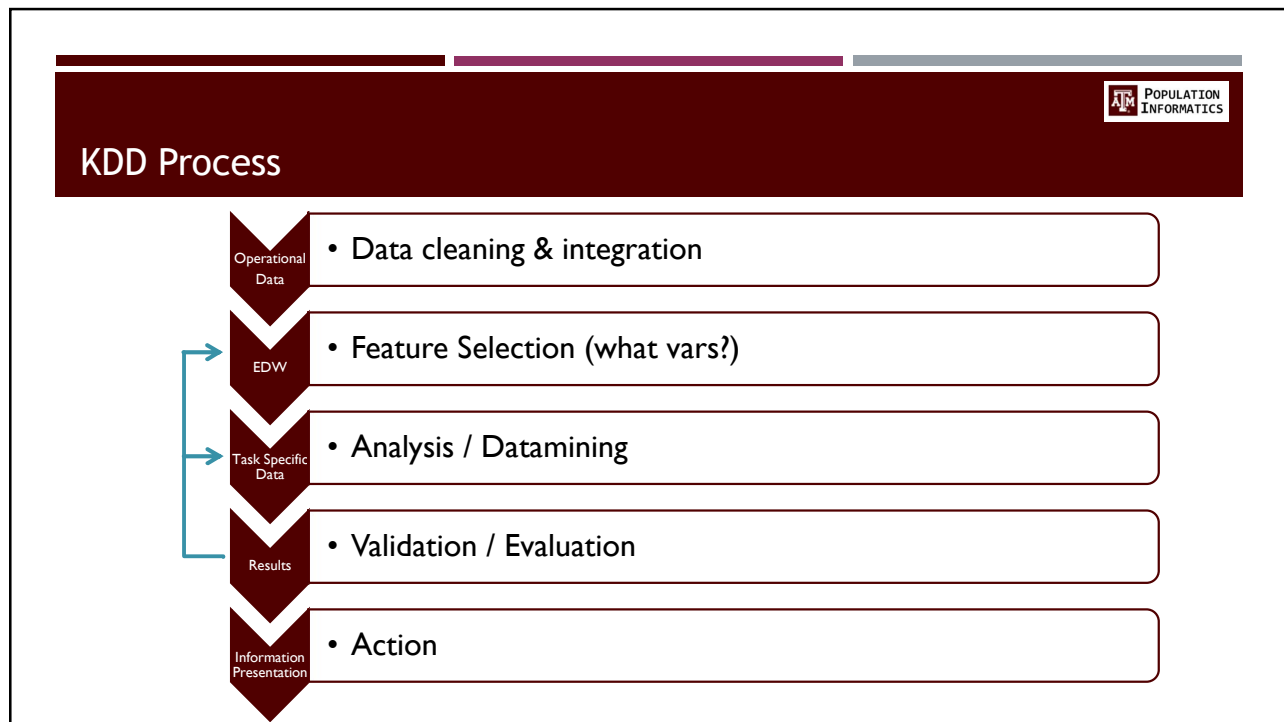 ĀM POPULATION
INFORMATICS
KDD Process
Operational
Data
• Data cleaning & integration
EDW
• Feature Selection (what vars?)
Task Specific
Data
• Analysis / Datamining
Results
• Validation / Evaluation
Information
Presentation
• Action